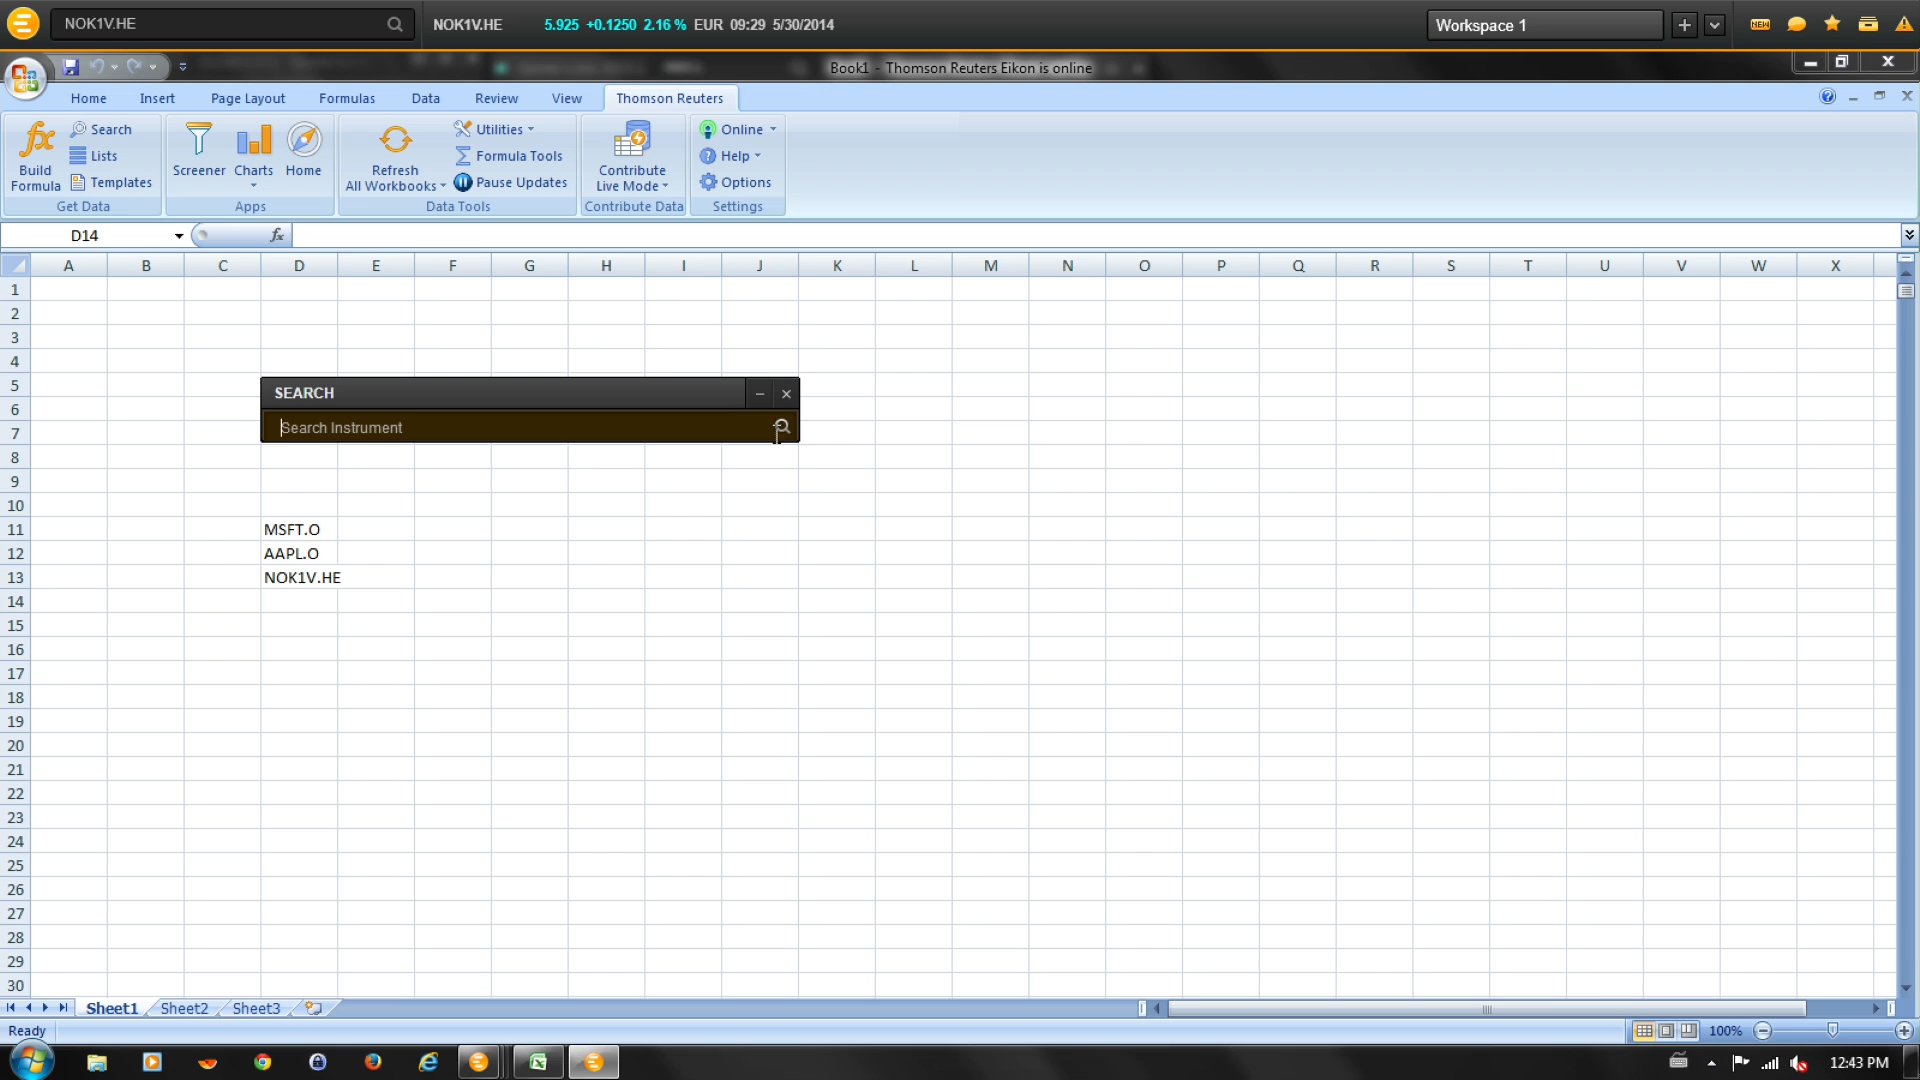 NOK1V.HE
NOK1V.HE 5.925 +0.1250 2.16 % EUR 09:29 5/30/2014
Workspace 1
NEW
Book1 - Thomson Reuters Eikon is online
Home Insert Page Layout Formulas Data Review View Thomson Reuters
Build Formula
Search
Lists
Templates
Get Data
Screener
Charts
Home
Apps
Refresh
All Workbooks
Utilities
Formula Tools
Pause Updates
Data Tools
Contribute
Live Mode
Contribute Data
Online
Help
Options
Settings
D14
fx
A B C D E F G H I J K L M N O P Q R S T U V W X
1
2
3
4
5
6
7
8
9
10
11
12
13
14
15
16
17
18
19
20
21
22
23
24
25
26
27
28
29
30
SEARCH
Search Instrument
MSFT.O
AAPL.O
NOK1V.HE
Sheet1 Sheet2 Sheet3
Ready
100%
12:43 PM